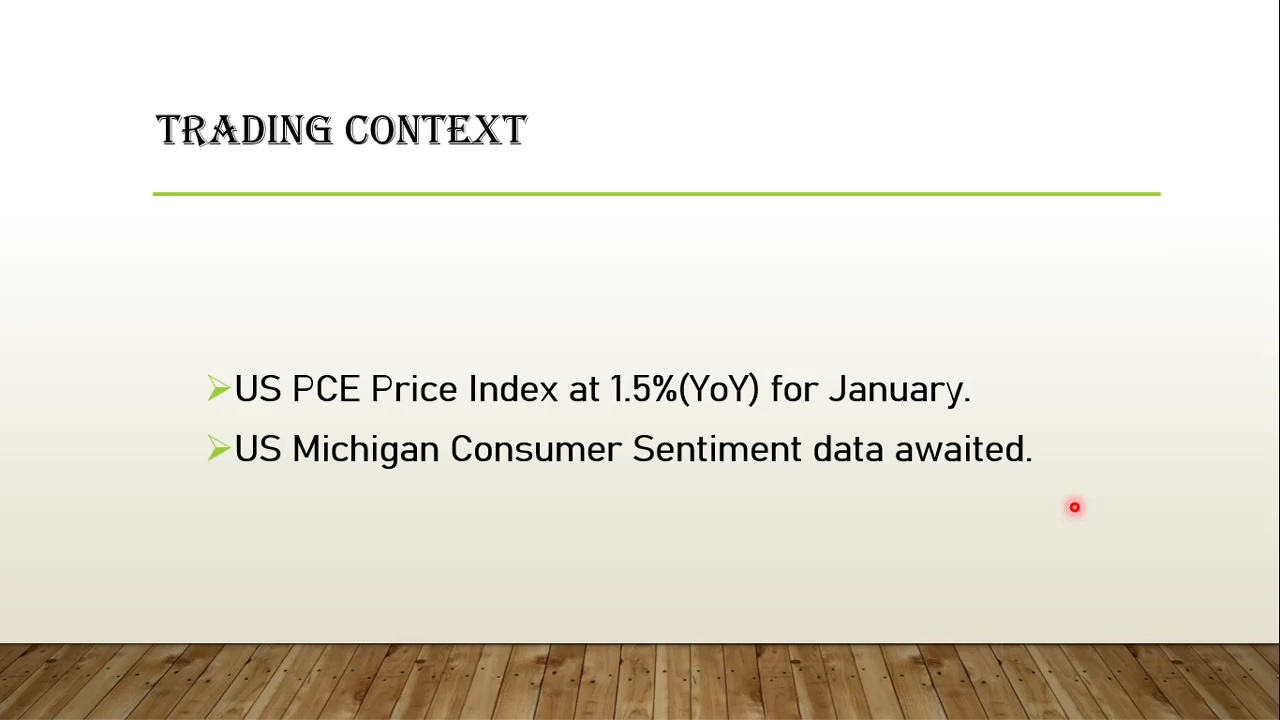 TRADING CONTEXT
US PCE Price Index at 1.5%(YoY) for January.
US Michigan Consumer Sentiment data awaited.